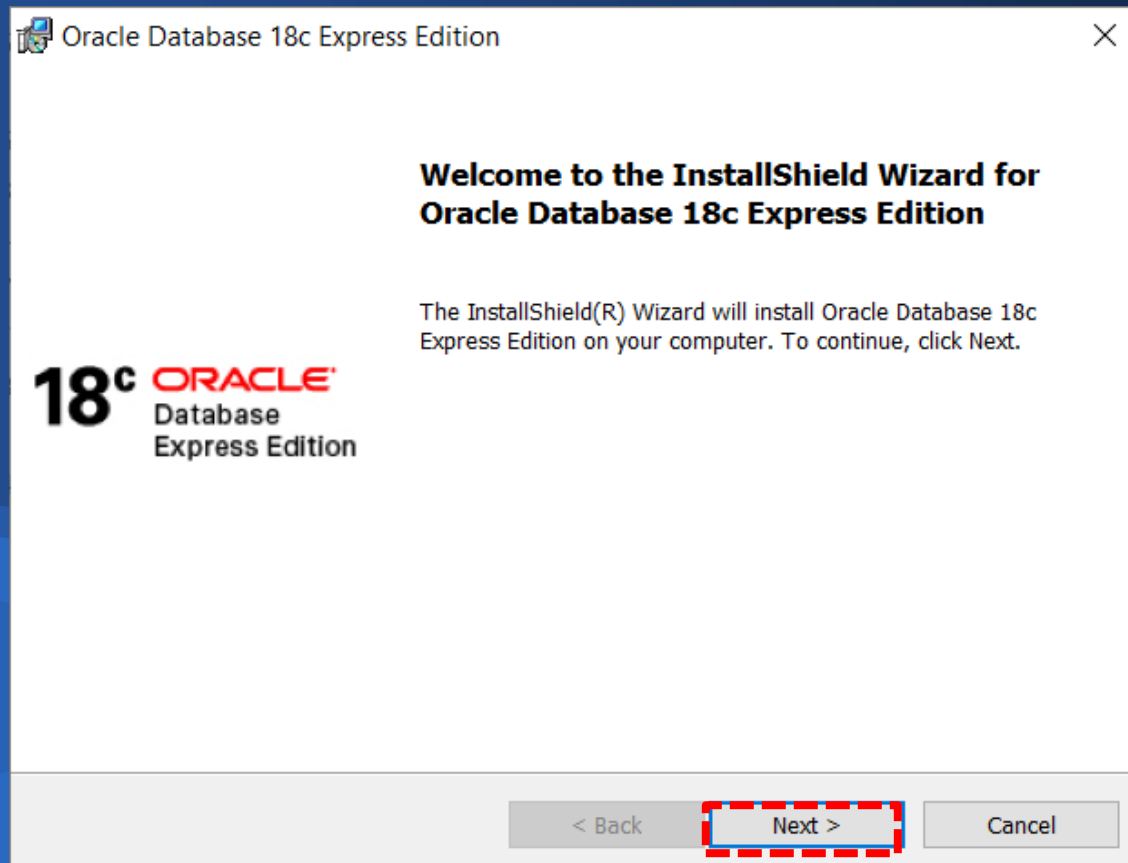 Oracle Database 18c Express Edition
Welcome to the InstallShield Wizard for
Oracle Database 18c Express Edition
The InstallShield(R) Wizard will install Oracle Database 18c
Express Edition on your computer. To continue, click Next.
18c ORACLE
Database
Express Edition
< Back Next > Cancel